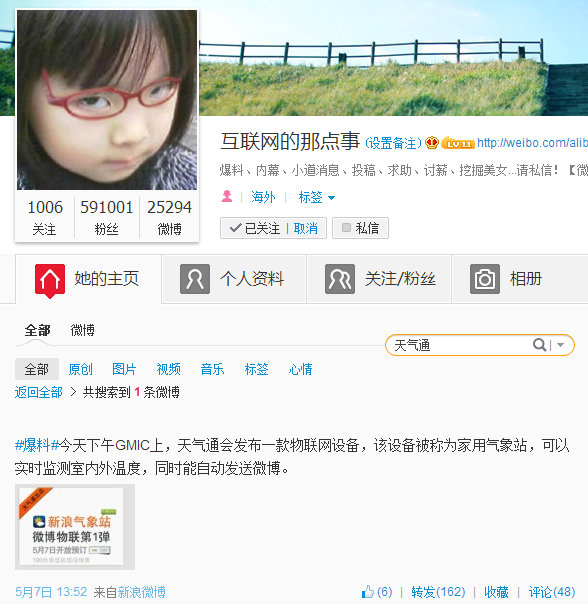 互联网的那点事 (设置备注) LV 11 http://weibo.com/alib
爆料、内幕、小道消息、投稿、求助、讨薪、挖掘美女...请私信！【微
海外 | 标签
1006 591001 25294
关注 粉丝 微博
已关注 | 取消 私信
她的主页 个人资料 关注/粉丝 相册
全部 微博
天气通
全部 原创 图片 视频 音乐 标签 心情
返回全部 > 共搜索到 1 条微博
#爆料#今天下午GMIC上，天气通会发布一款物联网设备，该设备被称为家用气象站，可以
实时监测室内外温度，同时能自动发送微博。
新浪气象站
微博物联第1弹
5月7日开放预订
5月7日 13:52 来自新浪微博 (6) | 转发(162) | 收藏 | 评论(48)